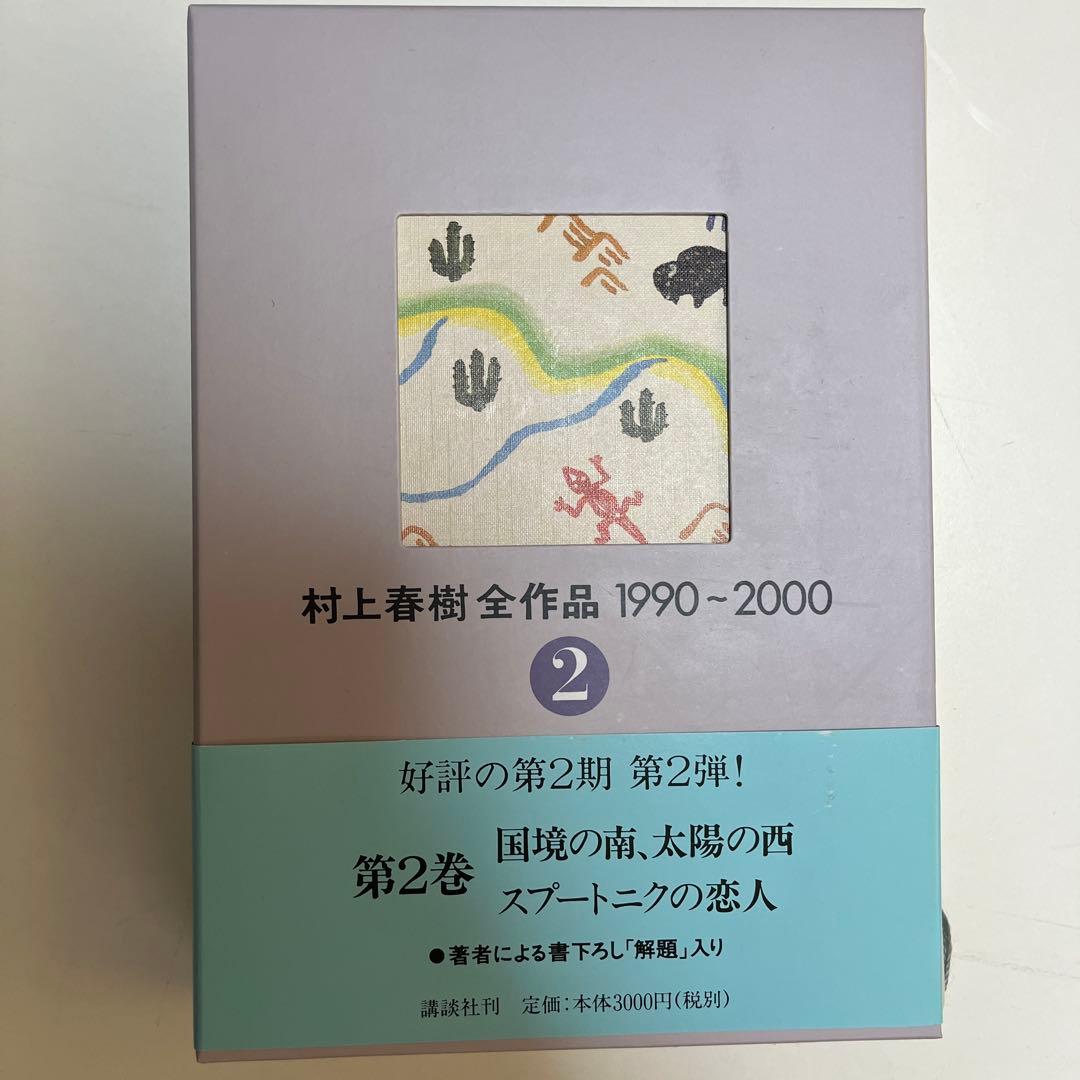 村上春樹 全作品 1990~2000
2
好評の第2期 第2弾!
第2巻
国境の南、太陽の西
スプートニクの恋人
●著者による書下ろし「解題」入り
講談社刊 定価:本体3000円(税別)